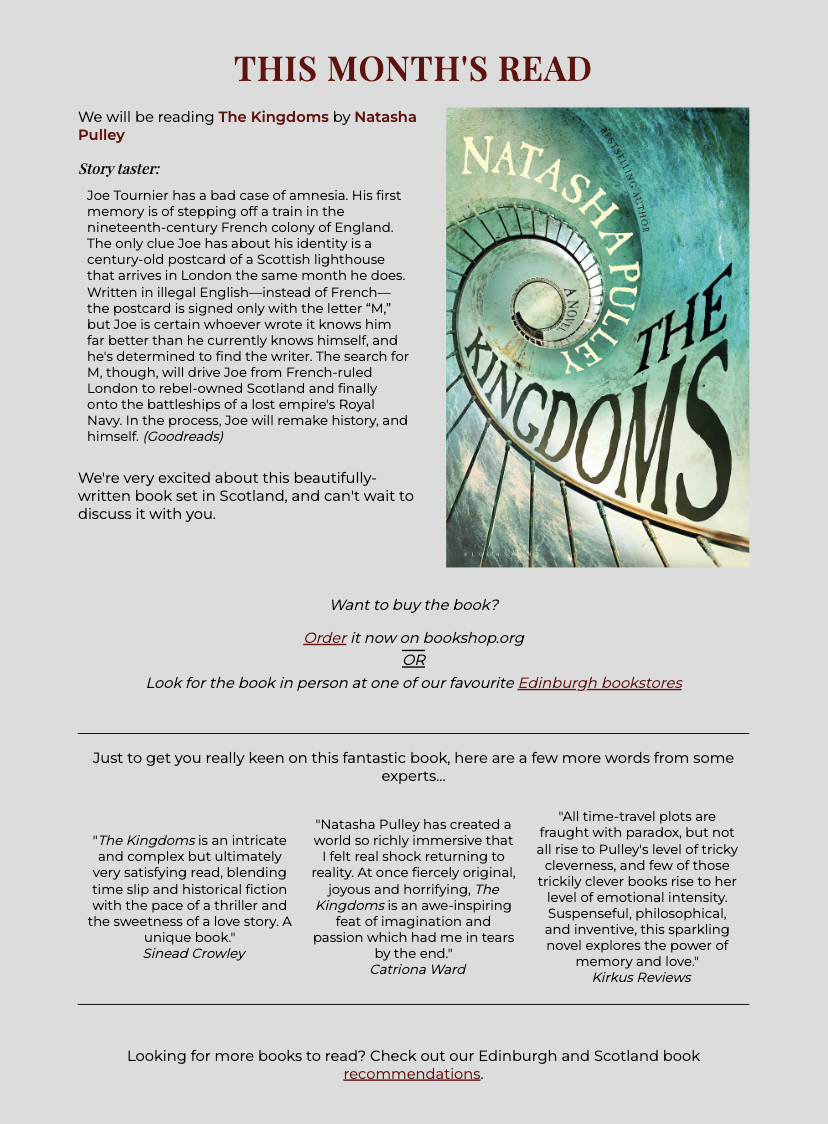 THIS MONTH'S READ
We will be reading The Kingdoms by Natasha
Pulley
Story taster:
Joe Tournier has a bad case of amnesia. His first
memory is of stepping off a train in the
nineteenth-century French colony of England.
The only clue Joe has about his identity is a
century-old postcard of a Scottish lighthouse
that arrives in London the same month he does.
Written in illegal English—instead of French—
the postcard is signed only with the letter “M,”
but Joe is certain whoever wrote it knows him
far better than he currently knows himself, and
he's determined to find the writer. The search for
M, though, will drive Joe from French-ruled
London to rebel-owned Scotland and finally
onto the battleships of a lost empire's Royal
Navy. In the process, Joe will remake history, and
himself. (Goodreads)
We're very excited about this beautifully-
written book set in Scotland, and can't wait to
discuss it with you.
NATASHA PULLEY
BESTSELLING AUTHOR
A NOVEL
THE
KINGDOMS
Want to buy the book?
Order it now on bookshop.org
OR
Look for the book in person at one of our favourite Edinburgh bookstores
Just to get you really keen on this fantastic book, here are a few more words from some
experts...
"The Kingdoms is an intricate
and complex but ultimately
very satisfying read, blending
time slip and historical fiction
with the pace of a thriller and
the sweetness of a love story. A
unique book."
Sinead Crowley
"Natasha Pulley has created a
world so richly immersive that
I felt real shock returning to
reality. At once fiercely original,
joyous and horrifying, The
Kingdoms is an awe-inspiring
feat of imagination and
passion which had me in tears
by the end."
Catriona Ward
"All time-travel plots are
fraught with paradox, but not
all rise to Pulley's level of tricky
cleverness, and few of those
trickily clever books rise to her
level of emotional intensity.
Suspenseful, philosophical,
and inventive, this sparkling
novel explores the power of
memory and love."
Kirkus Reviews
Looking for more books to read? Check out our Edinburgh and Scotland book
recommendations.